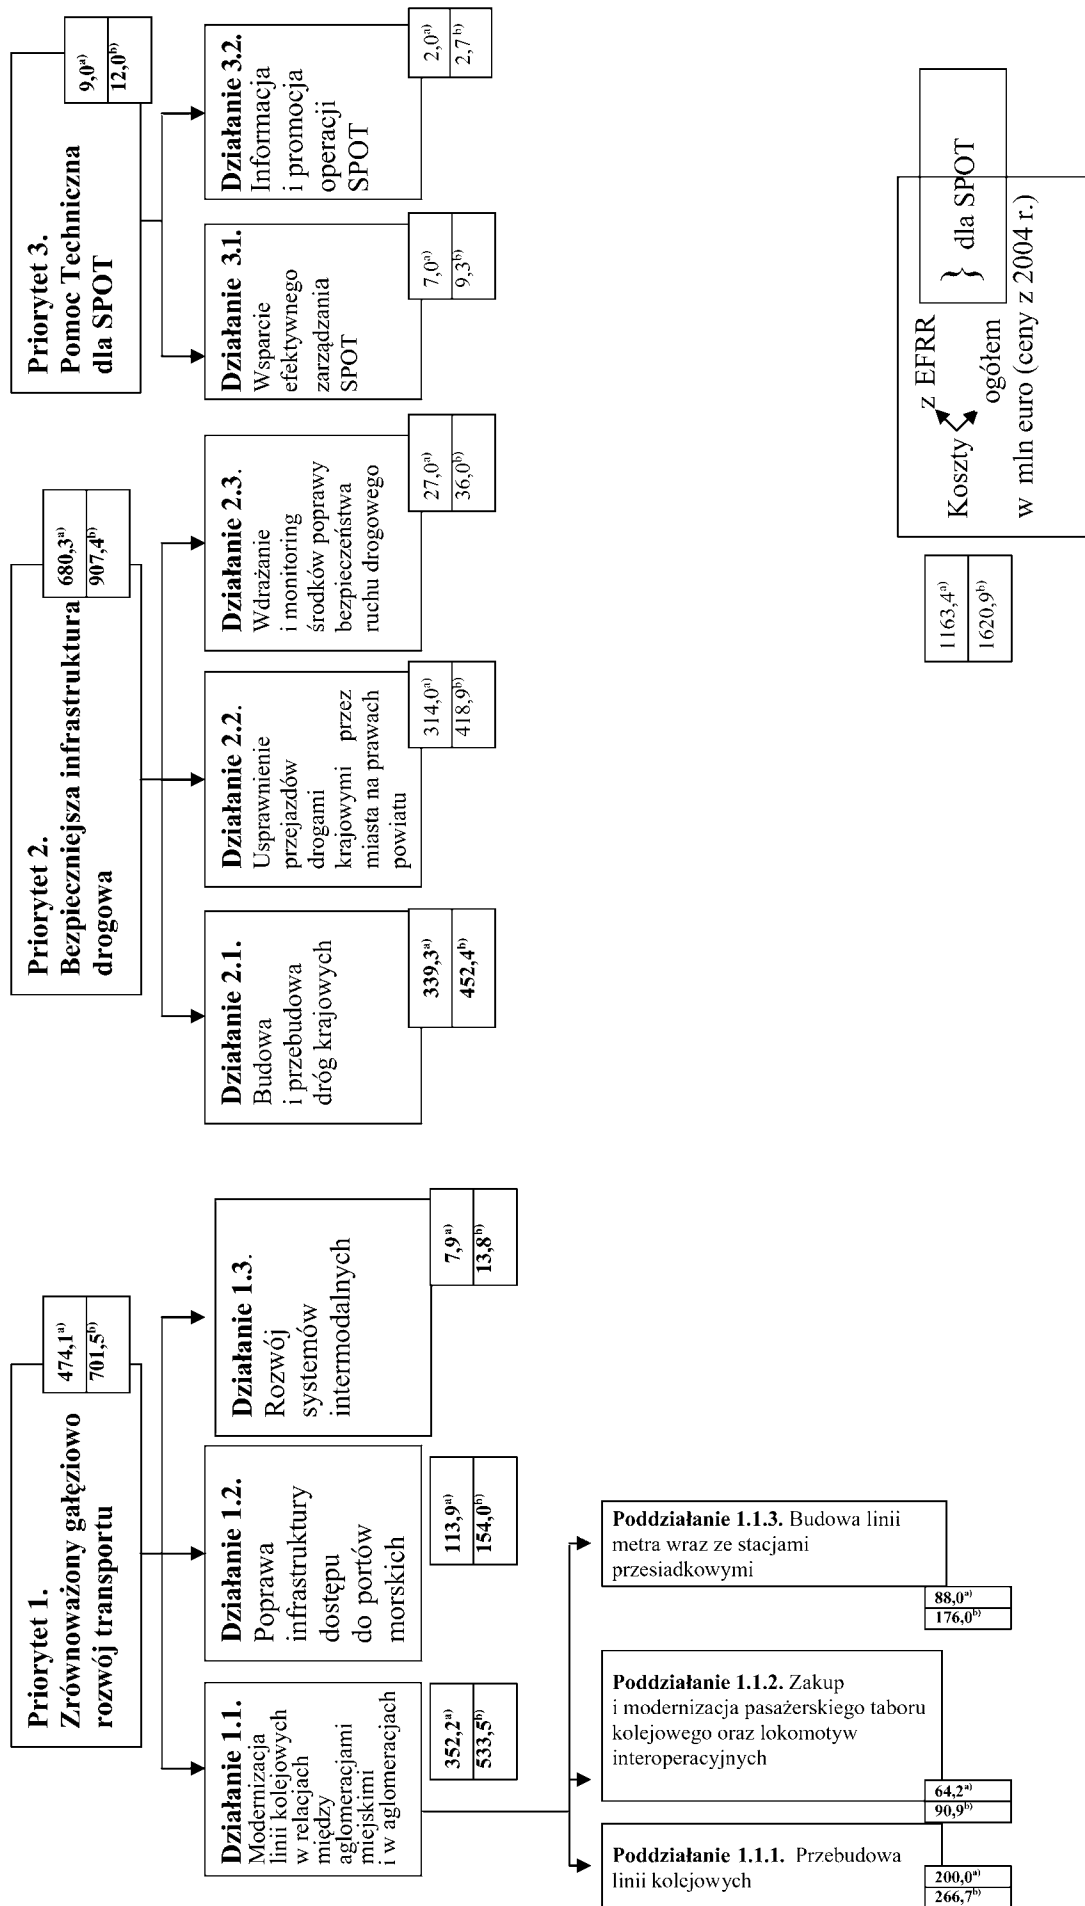 Priorytet 1.
Zrównoważony gałęziowo
rozwój transportu
474,1a)
701,5b)
Priorytet 2.
Bezpieczniejsza infrastruktura
drogowa
680,3a)
907,4b)
Priorytet 3.
Pomoc Techniczna
dla SPOT
9,0a)
12,0b)
Działanie 1.1.
Modernizacja
linii kolejowych
w relacjach
między
aglomeracjami
miejskimi
i w aglomeracjach
352,2a)
533,5b)
Działanie 1.2.
Poprawa
infrastruktury
dostępu
do portów
morskich
113,9a)
154,0b)
Działanie 1.3.
Rozwój
systemów
intermodalnych
7,9a)
13,8b)
Działanie 2.1.
Budowa
i przebudowa
dróg krajowych
339,3a)
452,4b)
Działanie 2.2.
Usprawnienie
przejazdów
drogami
krajowymi przez
miasta na prawach
powiatu
314,0a)
418,9b)
Działanie 2.3.
Wdrażanie
i monitoring
środków poprawy
bezpieczeństwa
ruchu drogowego
27,0a)
36,0b)
Działanie 3.1.
Wsparcie
efektywnego
zarządzania
SPOT
7,0a)
9,3b)
Działanie 3.2.
Informacja
i promocja
operacji
SPOT
2,0a)
2,7b)
Poddziałanie 1.1.1. Przebudowa
linii kolejowych
200,0a)
266,7b)
Poddziałanie 1.1.2. Zakup
i modernizacja pasażerskiego taboru
kolejowego oraz lokomotyw
interoperacyjnych
64,2a)
90,9b)
Poddziałanie 1.1.3. Budowa linii
metra wraz ze stacjami
przesiadkowymi
88,0a)
176,0b)
1163,4a)
1620,9b)
z EFRR
Koszty } dla SPOT
ogółem
w mln euro (ceny z 2004 r.)